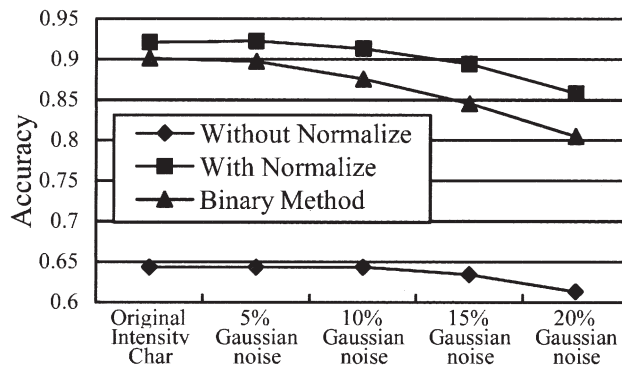 0.95
0.9
0.85
0.8
0.75
0.7
0.65
0.6
Accuracy
Without Normalize
With Normalize
Binary Method
Original 5% 10% 15% 20%
Intensity Gaussian Gaussian Gaussian Gaussian
Char noise noise noise noise